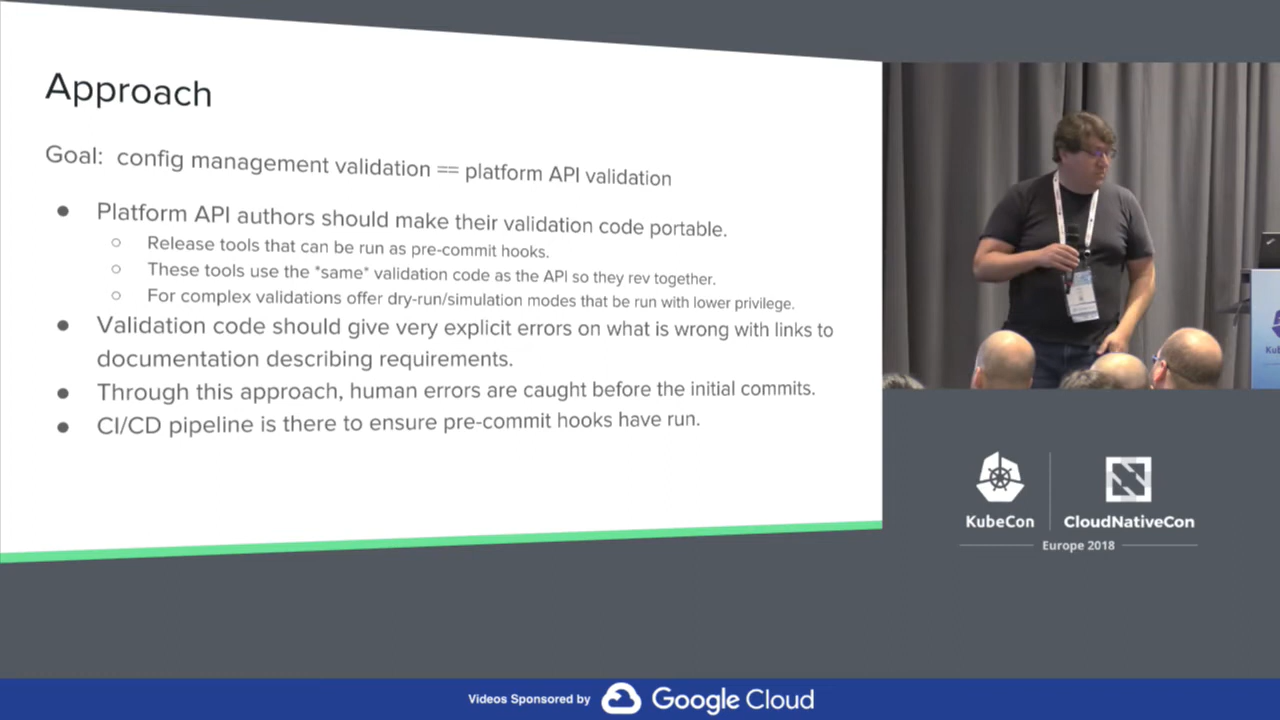 Approach
Goal: config management validation == platform API validation
● Platform API authors should make their validation code portable.
○ Release tools that can be run as pre-commit hooks.
○ These tools use the *same* validation code as the API so they rev together.
○ For complex validations offer dry-run/simulation modes that be run with lower privilege.
● Validation code should give very explicit errors on what is wrong with links to
documentation describing requirements.
● Through this approach, human errors are caught before the initial commits.
● CI/CD pipeline is there to ensure pre-commit hooks have run.
KubeCon
CloudNativeCon
Europe 2018
Videos Sponsored by Google Cloud